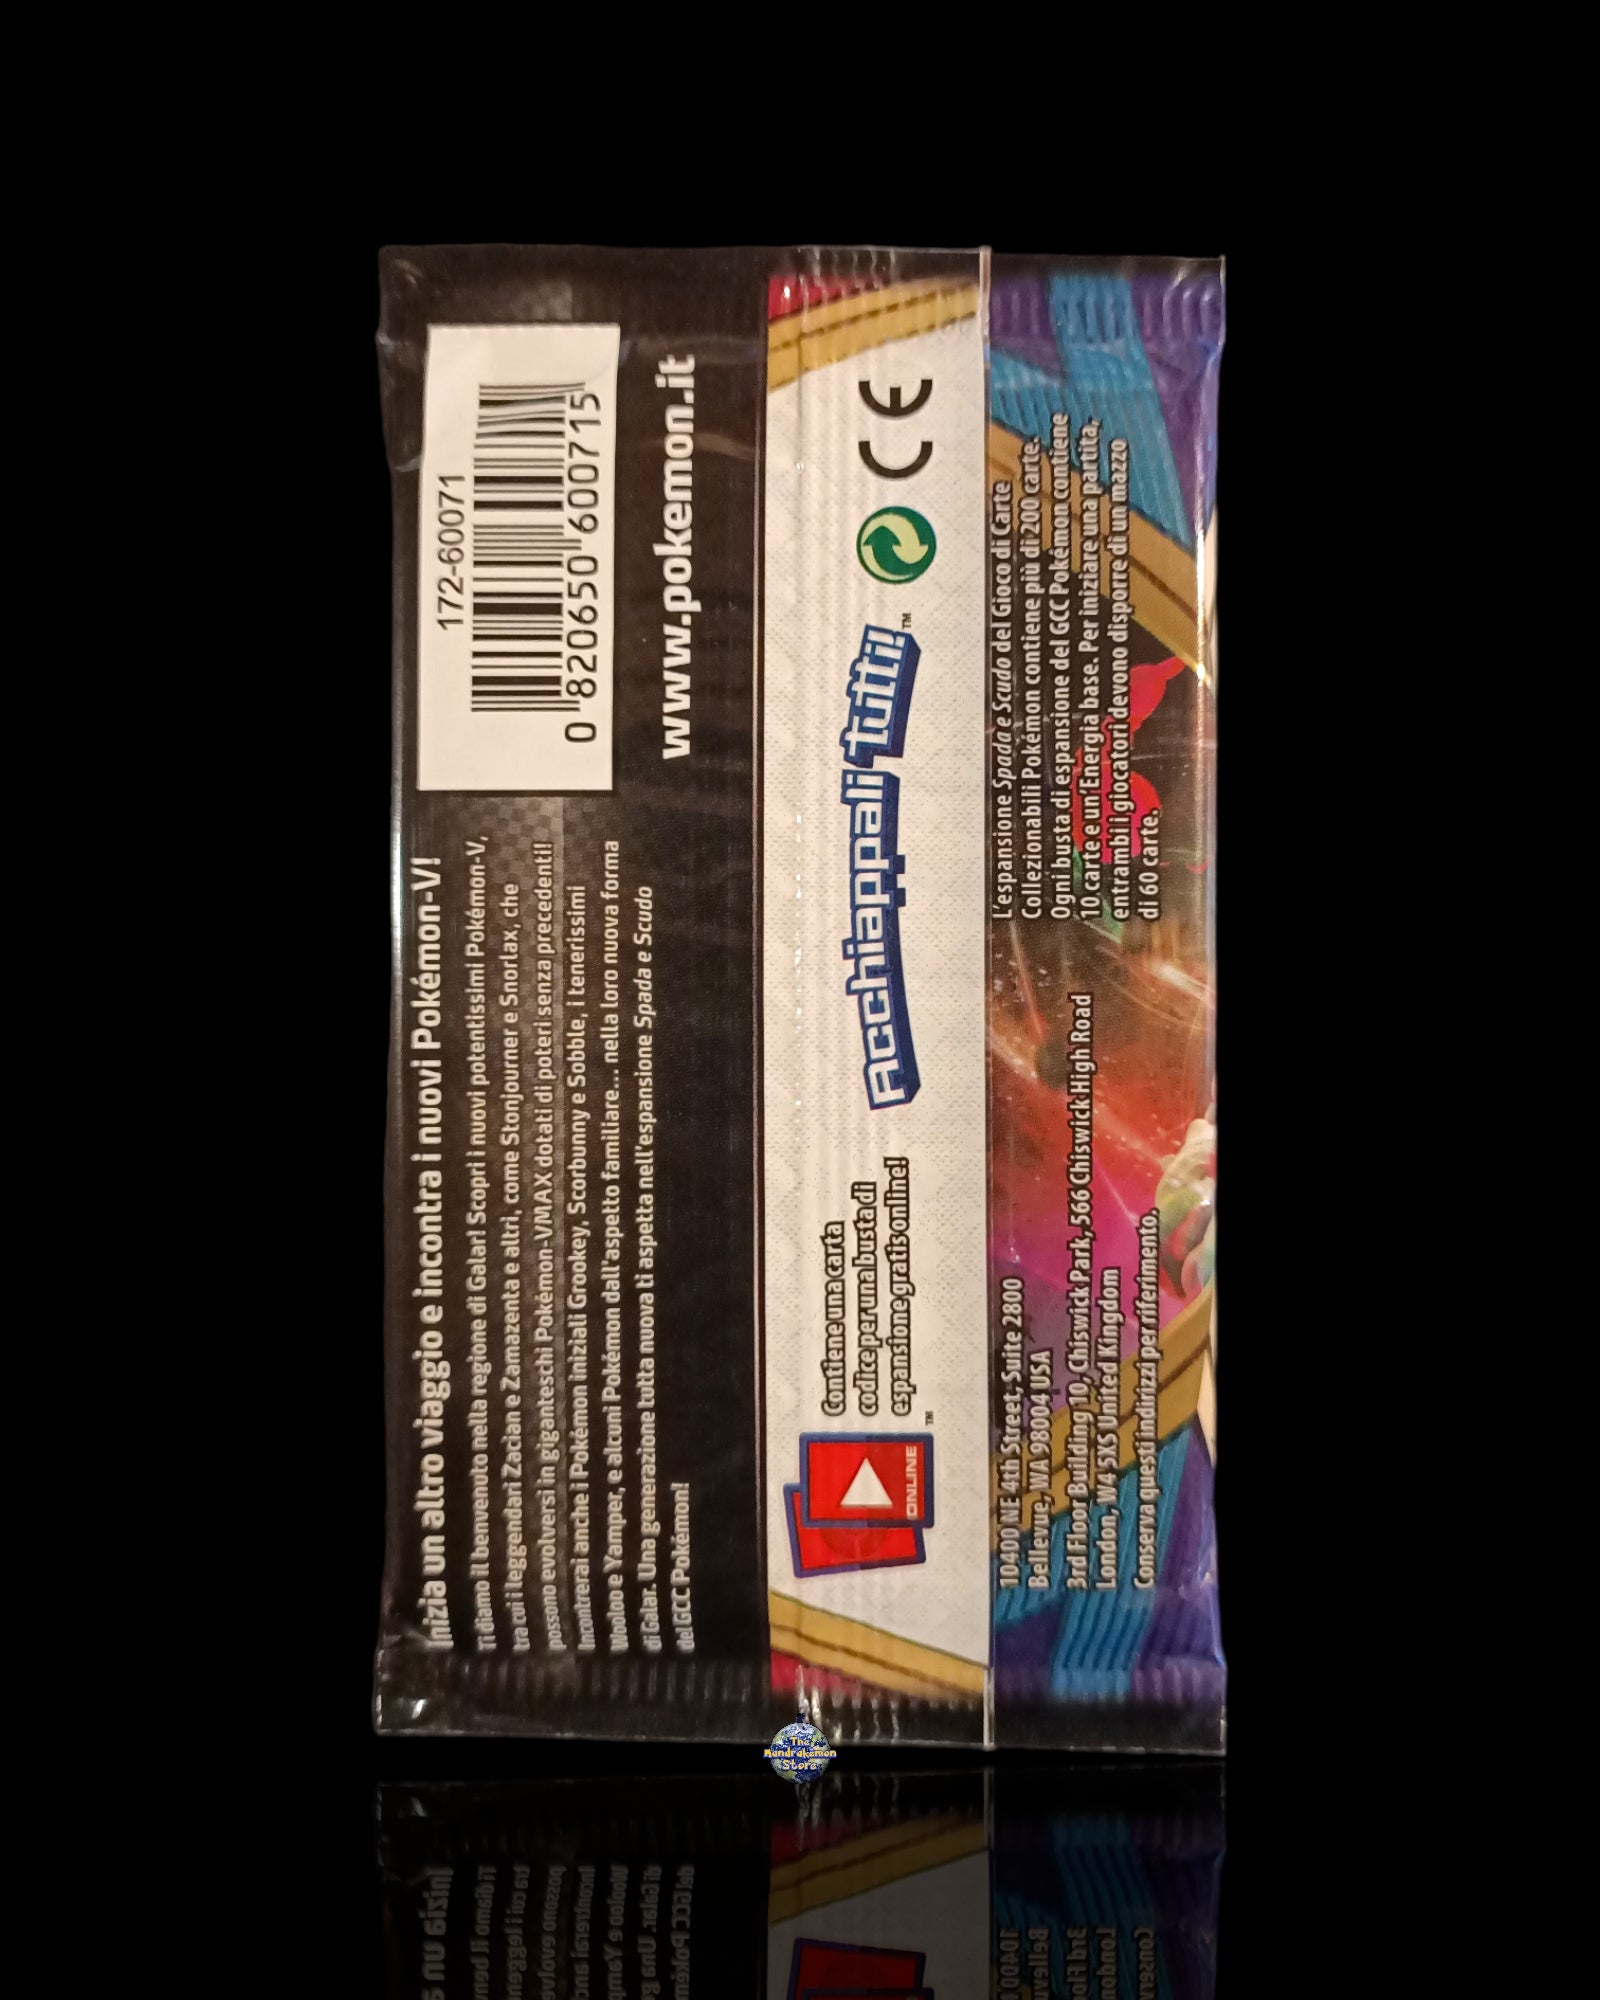 Inizia un altro viaggio e incontra i nuovi Pokémon-V!
Ti diamo il benvenuto nella regione di Galar! Scopri i nuovi potentissimi Pokémon-V,
tra cui i leggendari Zacian e Zamazenta e altri, come Stonjourner e Snorlax, che
possono evolversi in giganteschi Pokémon-VMAX dotati di poteri senza precedenti!
Incontrerai anche i Pokémon iniziali Grookey, Scorbunny e Sobble, i tenerissimi
Wooloo e Yamper, e alcuni Pokémon dall'aspetto familiare... nella loro nuova forma
di Galar. Una generazione tutta nuova ti aspetta nell'espansione Spada e Scudo
del GCC Pokémon!
172-60071
0 820650 600715
www.pokemon.it
ONLINE
TM
Contiene una carta
codice per una busta di
espansione gratis online!
Acchiappali tutti!
TM
CE
10400 NE 4th Street, Suite 2800
Bellevue, WA 98004 USA
3rd Floor Building 10, Chiswick Park, 566 Chiswick High Road
London, W4 5XS United Kingdom
Conserva questi indirizzi per riferimento.
L'espansione Spada e Scudo del Gioco di Carte
Collezionabili Pokémon contiene più di 200 carte.
Ogni busta di espansione del GCC Pokémon contiene
10 carte e un'Energia base. Per iniziare una partita,
entrambi i giocatori devono disporre di un mazzo
di 60 carte.
The
Mandrakemon
Store